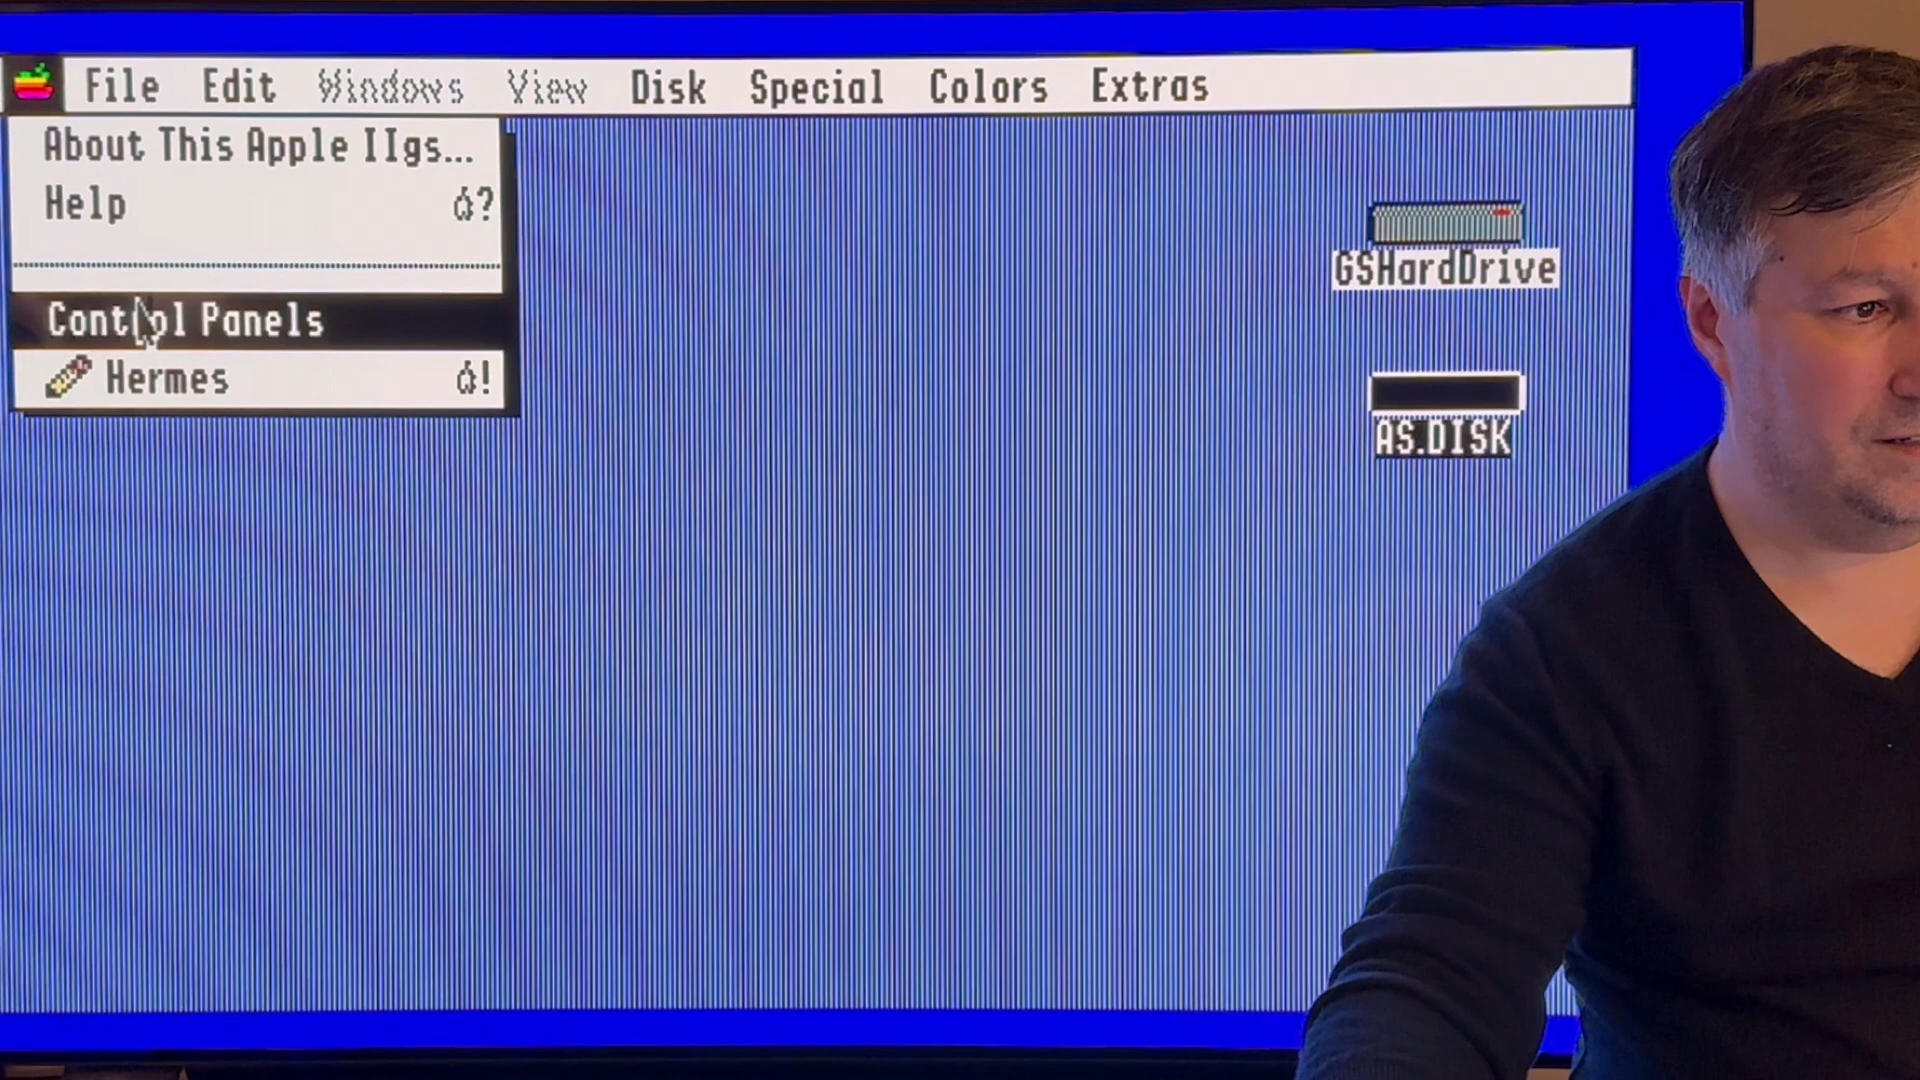 File Edit Windows View Disk Special Colors Extras
About This Apple IIgs...
Help ?
Control Panels
Hermes !
GSHardDrive
AS.DISK